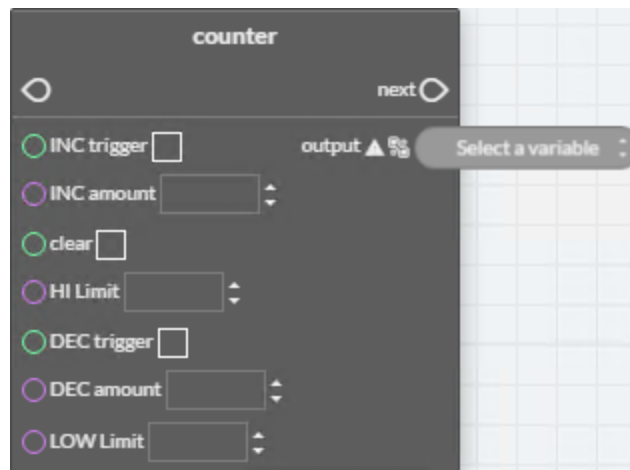 counter
next
INC trigger
output Select a variable
INC amount
clear
HI Limit
DEC trigger
DEC amount
LOW Limit